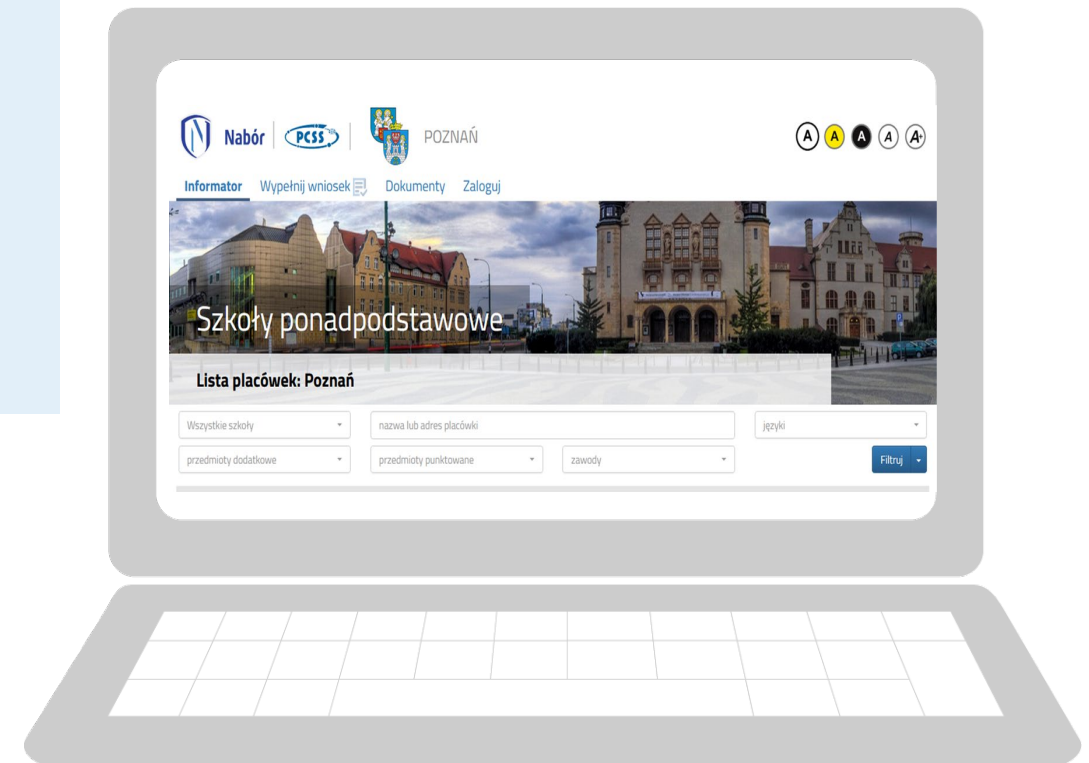 Nabór PCSS POZNAŃ A A A A A+
Informator Wypełnij wniosek Dokumenty Zaloguj
Szkoły ponadpodstawowe
Lista placówek: Poznań
Wszystkie szkoły nazwa lub adres placówki języki
przedmioty dodatkowe przedmioty punktowane zawody Filtruj